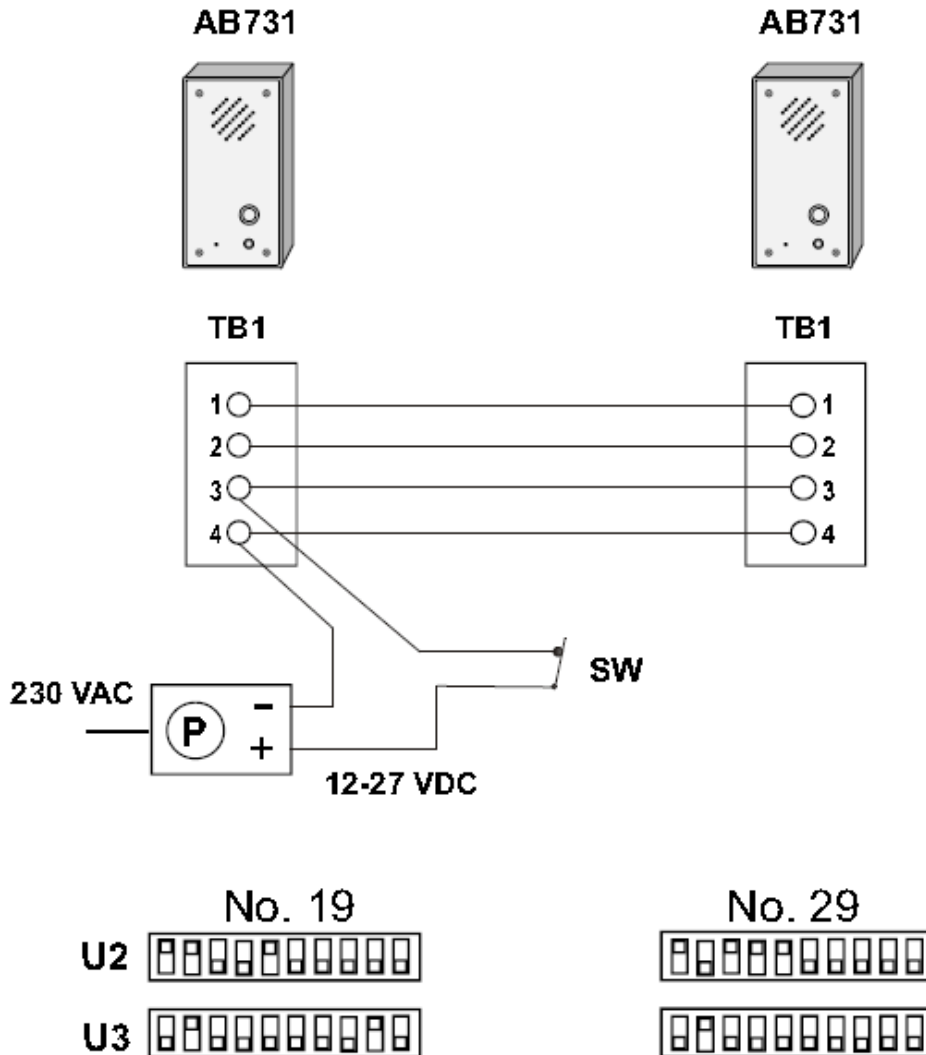 AB731 AB731
TB1 TB1
1 1
2 2
3 3
4 4
SW
230 VAC
P - +
12-27 VDC
No. 19 No. 29
U2
U3